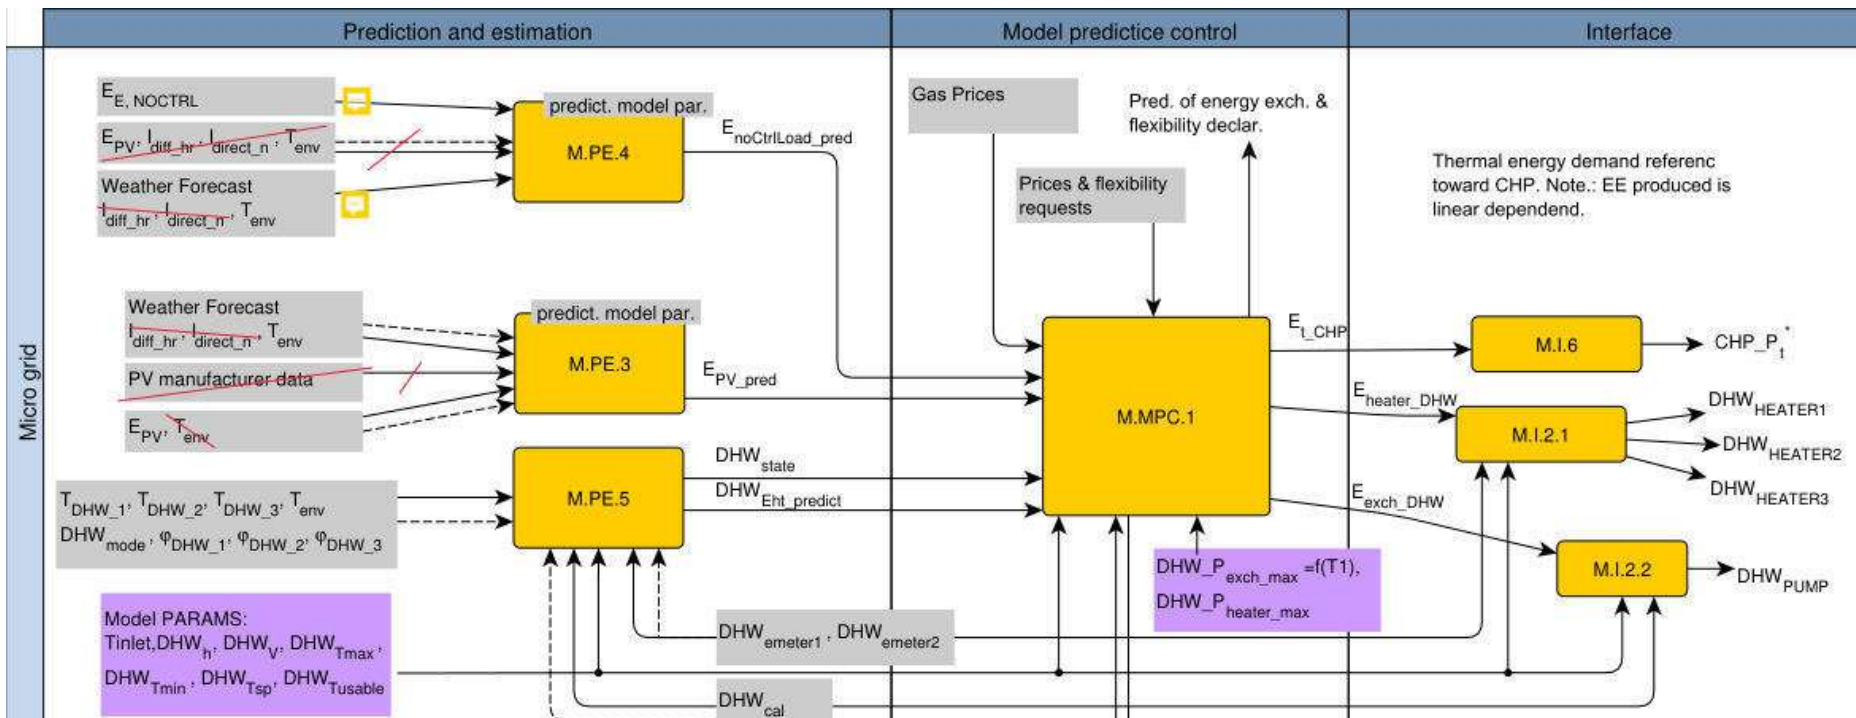 Prediction and estimation
Model predictice control
Interface
Micro grid
E_E, NOCTRL
E_PV, I_diff_hr, I_direct_n, T_env
Weather Forecast
I_diff_hr, I_direct_n, T_env
predict. model par.
M.PE.4
E_noCtrlLoad_pred
Gas Prices
Pred. of energy exch. &
flexibility declar.
Prices & flexibility
requests
Thermal energy demand referenc
toward CHP. Note.: EE produced is
linear dependend.
Weather Forecast
I_diff_hr, I_direct_n, T_env
PV manufacturer data
E_PV, T_env
predict. model par.
M.PE.3
E_PV_pred
M.MPC.1
E_t_CHP
M.I.6
CHP_P_t^*
E_heater_DHW
M.I.2.1
DHW_HEATER1
DHW_HEATER2
DHW_HEATER3
T_DHW_1, T_DHW_2, T_DHW_3, T_env
DHW_mode, φ_DHW_1, φ_DHW_2, φ_DHW_3
M.PE.5
DHW_state
DHW_Eht_predict
E_exch_DHW
M.I.2.2
DHW_PUMP
DHW_P_exch_max =f(T1),
DHW_P_heater_max
Model PARAMS:
Tinlet,DHW_h, DHW_V, DHW_Tmax,
DHW_Tmin, DHW_Tsp, DHW_Tusable
DHW_emeter1, DHW_emeter2
DHW_cal